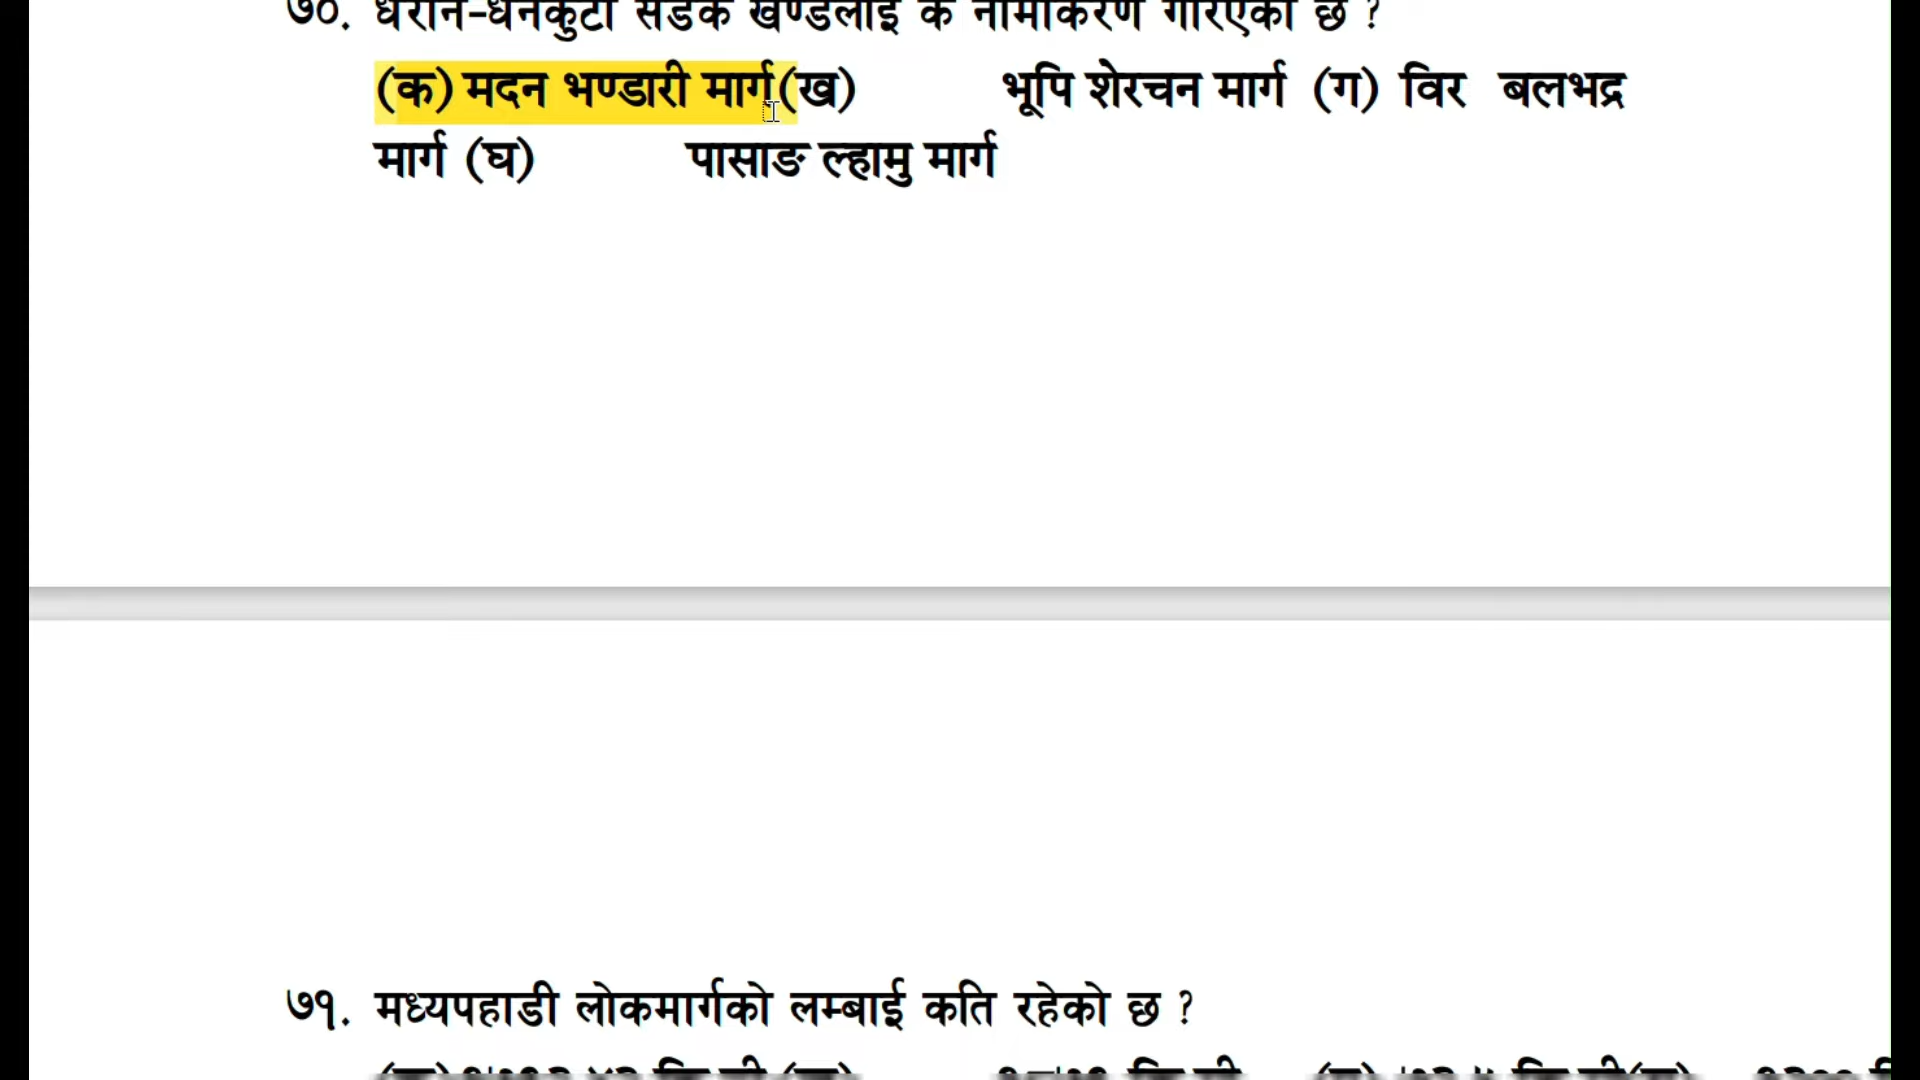 ७०. धरान-धनकुटा सडक खण्डलाई के नामाकरण गरिएको छ ?
(क) मदन भण्डारी मार्ग(ख) भूपि शेरचन मार्ग (ग) विर बलभद्र
मार्ग (घ) पासाङ ल्हामु मार्ग
७१. मध्यपहाडी लोकमार्गको लम्बाई कति रहेको छ ?